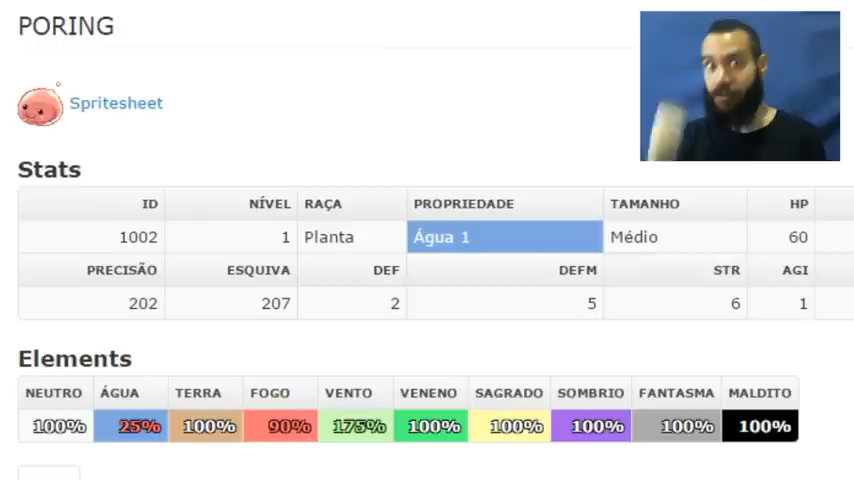 PORING
Spritesheet
Stats
ID NÍVEL RAÇA PROPRIEDADE TAMANHO HP
1002 1 Planta Água 1 Médio 60
PRECISÃO ESQUIVA DEF DEFM STR AGI
202 207 2 5 6 1
Elements
NEUTRO ÁGUA TERRA FOGO VENTO VENENO SAGRADO SOMBRIO FANTASMA MALDITO
100% 25% 100% 90% 175% 100% 100% 100% 100% 100%